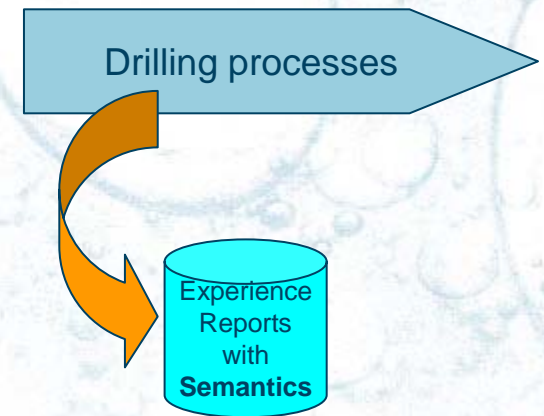 Drilling processes
Experience
Reports
with
Semantics